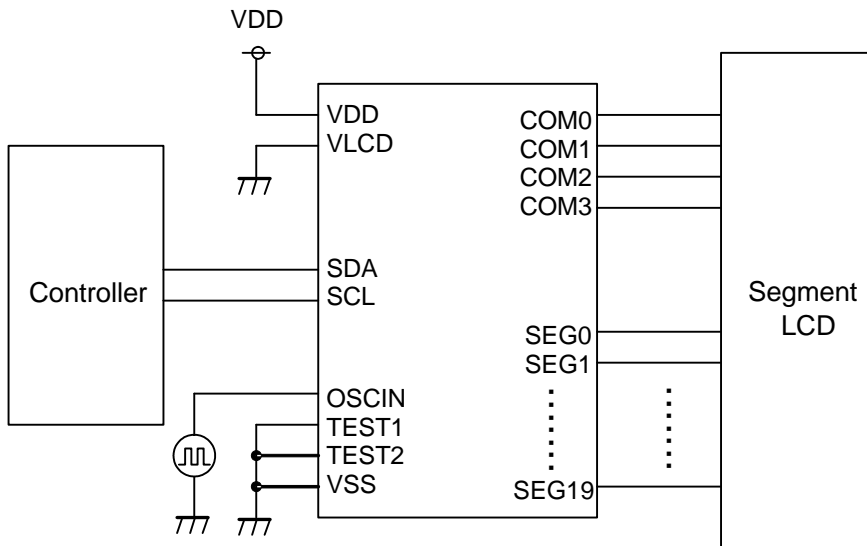 VDD
VDD
VLCD
SDA
SCL
OSCIN
TEST1
TEST2
VSS
COM0
COM1
COM2
COM3
SEG0
SEG1
SEG19
Controller
Segment
LCD